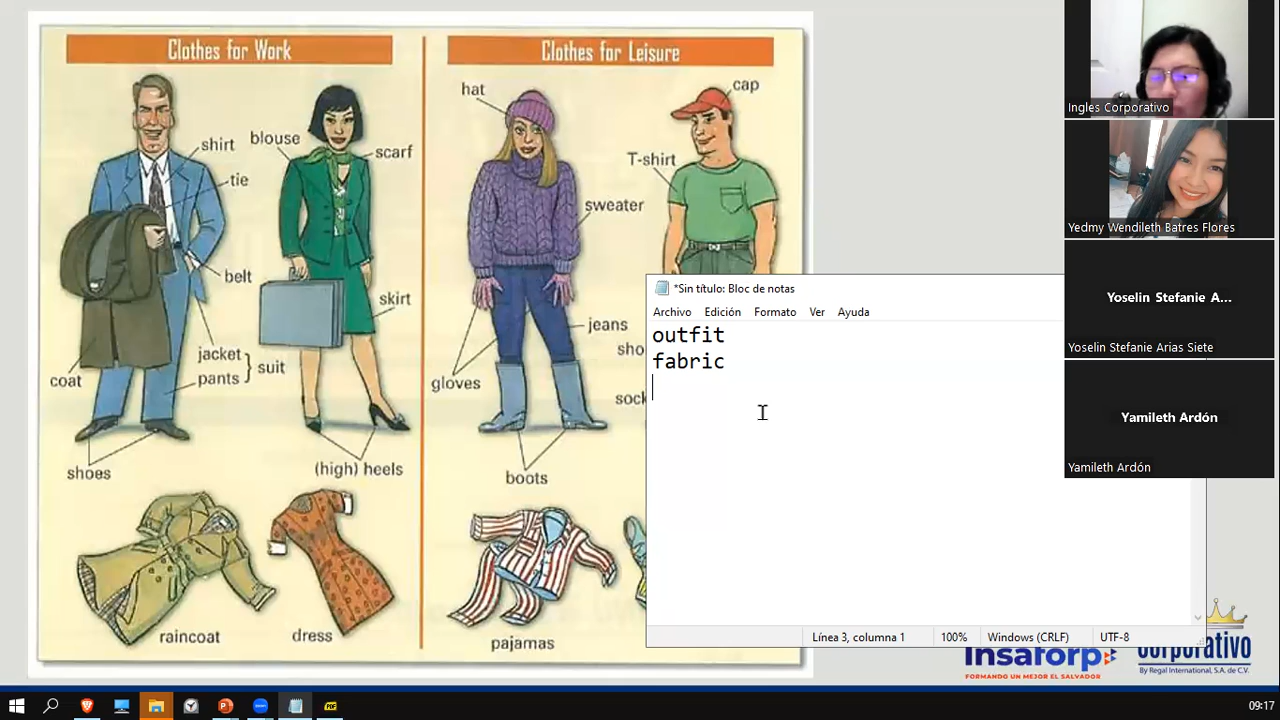 Clothes for Work
Clothes for Leisure
hat
cap
shirt
blouse
scarf
T-shirt
tie
sweater
belt
skirt
jeans
sho
jacket
pants
suit
coat
gloves
sock
shoes
(high) heels
boots
raincoat
dress
pajamas
*Sin título: Bloc de notas
Archivo Edición Formato Ver Ayuda
outfit
fabric
Línea 3, columna 1 100% Windows (CRLF) UTF-8
Ingles Corporativo
Yedmy Wendileth Batres Flores
Yoselin Stefanie A...
Yoselin Stefanie Arias Siete
Yamileth Ardón
Yamileth Ardón
Insaforp
FORMANDO UN MEJOR EL SALVADOR
corporativo
By Regal International, S.A. de C.V.
09:17